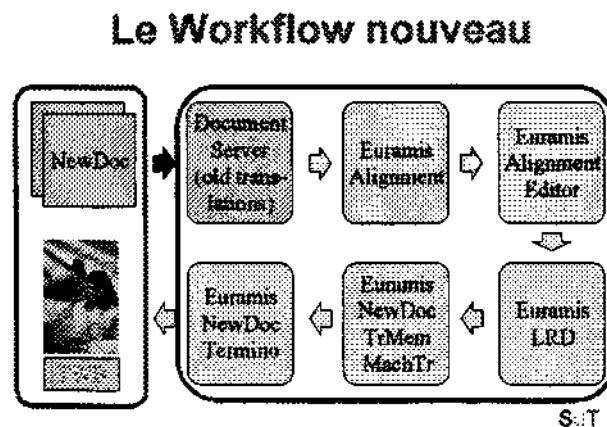 Le Workflow nouveau
NewDoc
Document
Server
(old trans-
lations)
Euramis
Alignment
Euramis
Alignment
Editor
Euramis
LRD
Euramis
NewDoc
TrMem
MachTr
Euramis
NewDoc
Termino